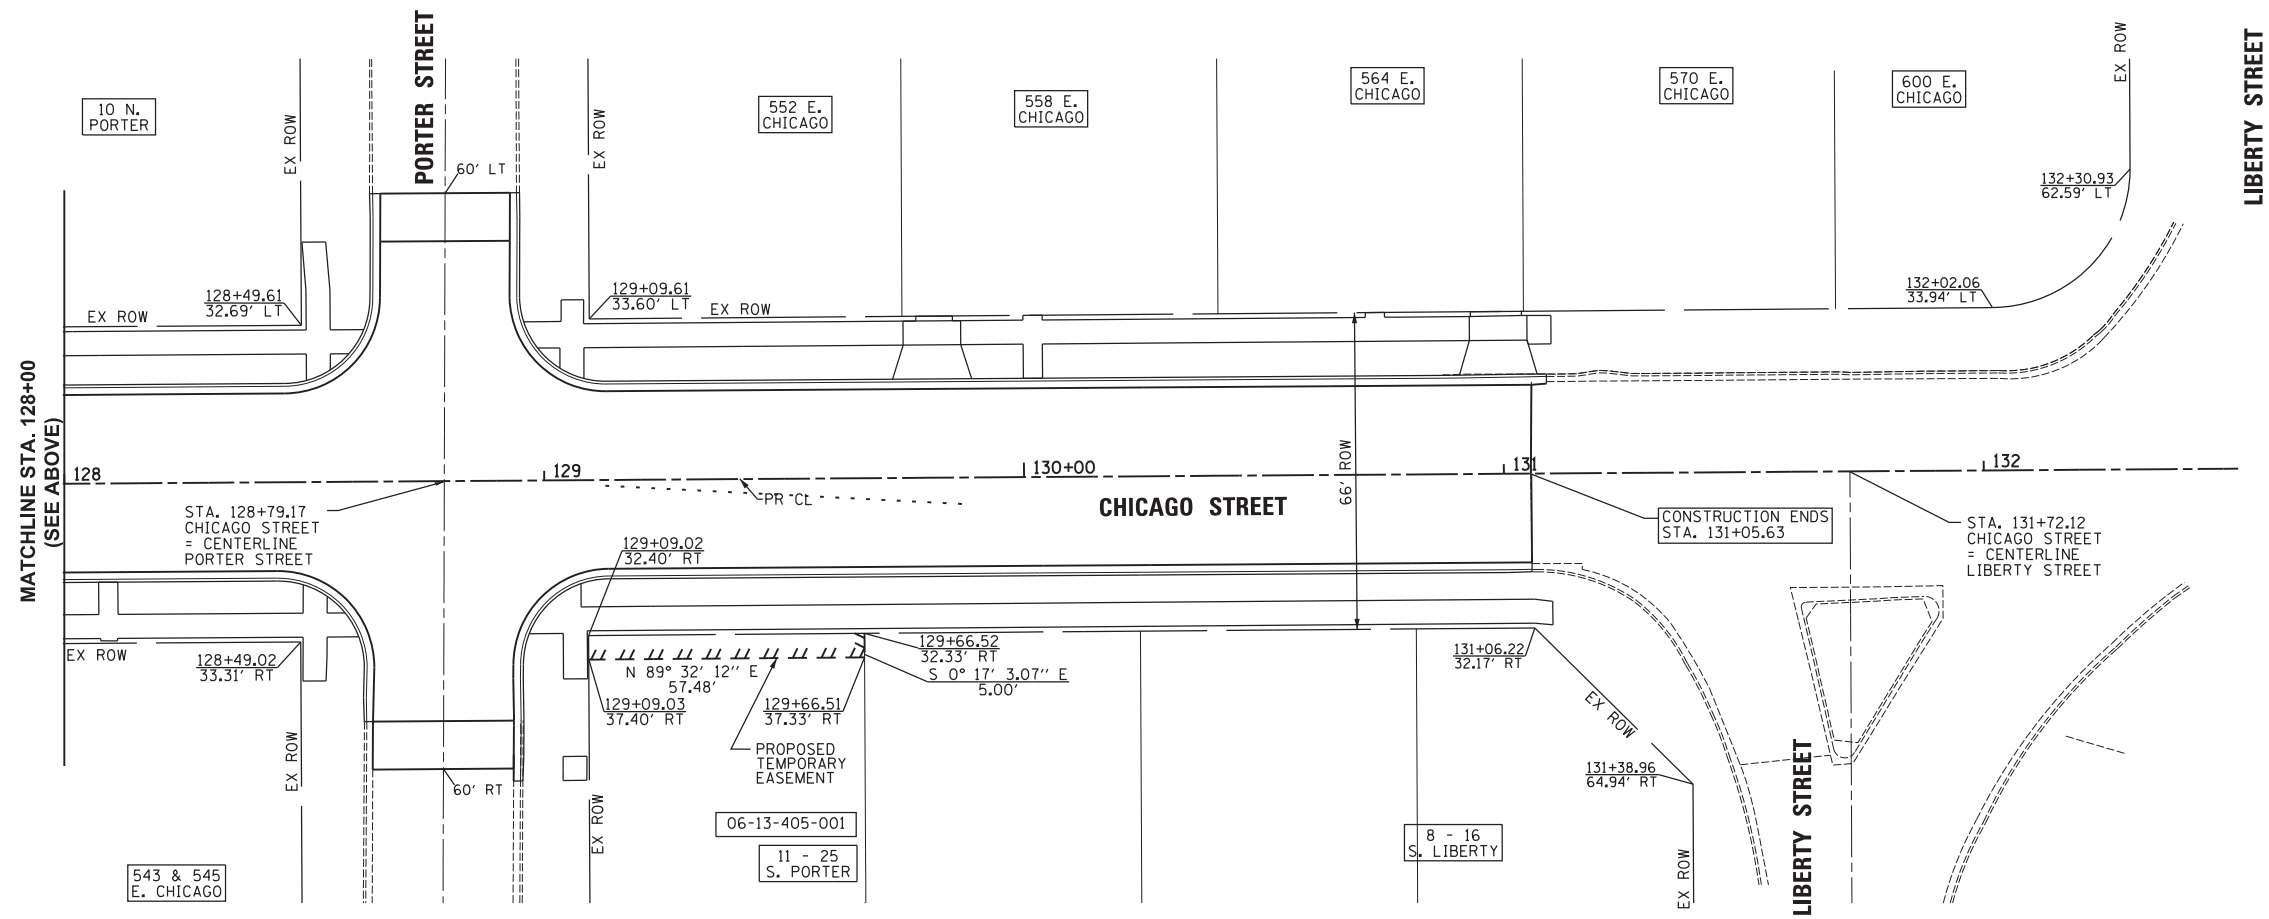 PORTER STREET
LIBERTY STREET
EX ROW
10 N.
PORTER
EX ROW
EX ROW
552 E.
CHICAGO
558 E.
CHICAGO
564 E.
CHICAGO
570 E.
CHICAGO
600 E.
CHICAGO
60' LT
132+30.93
62.59' LT
128+49.61
32.69' LT
EX ROW
129+09.61
33.60' LT
EX ROW
132+02.06
33.94' LT
MATCHLINE STA. 128+00
(SEE ABOVE)
66' ROW
128
129
130+00
131
132
PR CL
CHICAGO STREET
STA. 128+79.17
CHICAGO STREET
= CENTERLINE
PORTER STREET
CONSTRUCTION ENDS
STA. 131+05.63
STA. 131+72.12
CHICAGO STREET
= CENTERLINE
LIBERTY STREET
129+09.02
32.40' RT
EX ROW
128+49.02
33.31' RT
N 89° 32' 12'' E
57.48'
129+66.52
32.33' RT
S 0° 17' 3.07'' E
5.00'
131+06.22
32.17' RT
129+09.03
37.40' RT
129+66.51
37.33' RT
EX ROW
PROPOSED
TEMPORARY
EASEMENT
EX ROW
60' RT
EX ROW
131+38.96
64.94' RT
LIBERTY STREET
06-13-405-001
11 - 25
S. PORTER
8 - 16
S. LIBERTY
EX ROW
543 & 545
E. CHICAGO